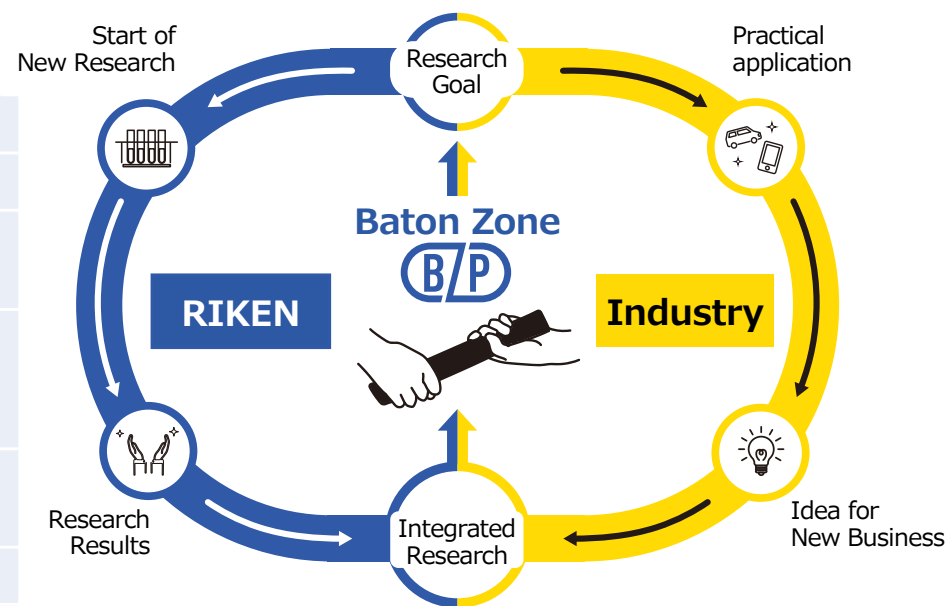 Start of
New Research
Research
Goal
Practical
application
Baton Zone
BZP
RIKEN
Industry
Research
Results
Integrated
Research
Idea for
New Business